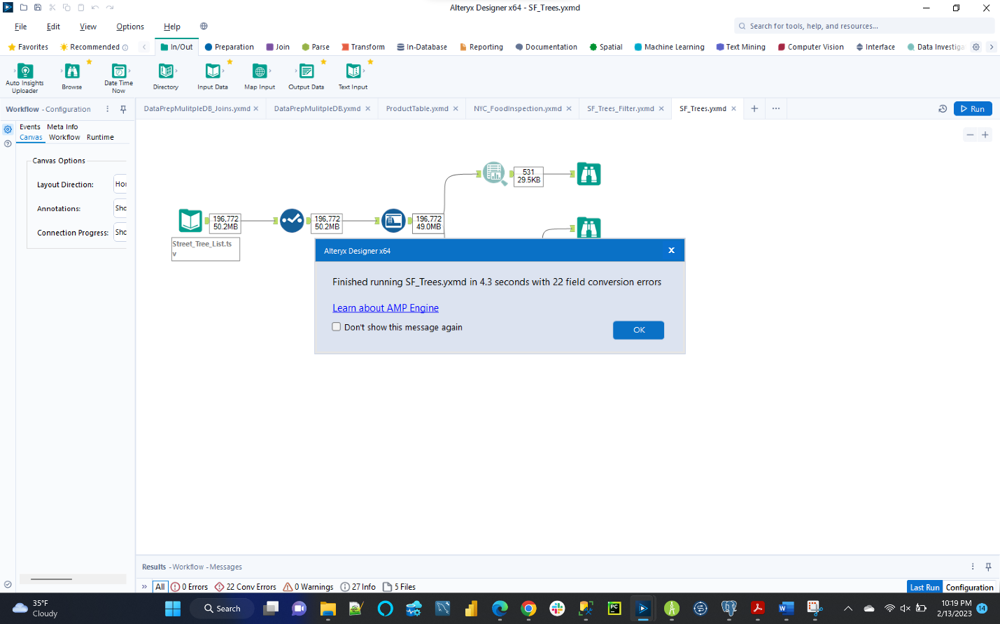 Alteryx Designer x64 - SF_Trees.yxmd
File Edit View Options Help
Search for tools, help, and resources...
Favorites Recommended In/Out Preparation Join Parse Transform In-Database Reporting Documentation Spatial Machine Learning Text Mining Computer Vision Interface Data Investiga
Auto Insights Uploader
Browse
Date Time Now
Directory
Input Data
Map Input
Output Data
Text Input
Workflow - Configuration
DataPrepMulitpleDB_Joins.yxmd DataPrepMulitpleDB.yxmd ProductTable.yxmd NYC_FoodInspection.yxmd SF_Trees_Filter.yxmd SF_Trees.yxmd
Run
Events Meta Info
Canvas Workflow Runtime
Canvas Options
Layout Direction: Hor
Annotations: Sho
Connection Progress: Sho
531
29.5KB
196,772
50.2MB
196,772
50.2MB
196,772
49.0MB
Street_Tree_List.ts
v
Alteryx Designer x64
Finished running SF_Trees.yxmd in 4.3 seconds with 22 field conversion errors
Learn about AMP Engine
Don't show this message again
OK
Results - Workflow - Messages
All 0 Errors 22 Conv Errors 0 Warnings 27 Info 5 Files
Last Run Configuration
35°F
Cloudy
Search
PC
10:19 PM
2/13/2023
14